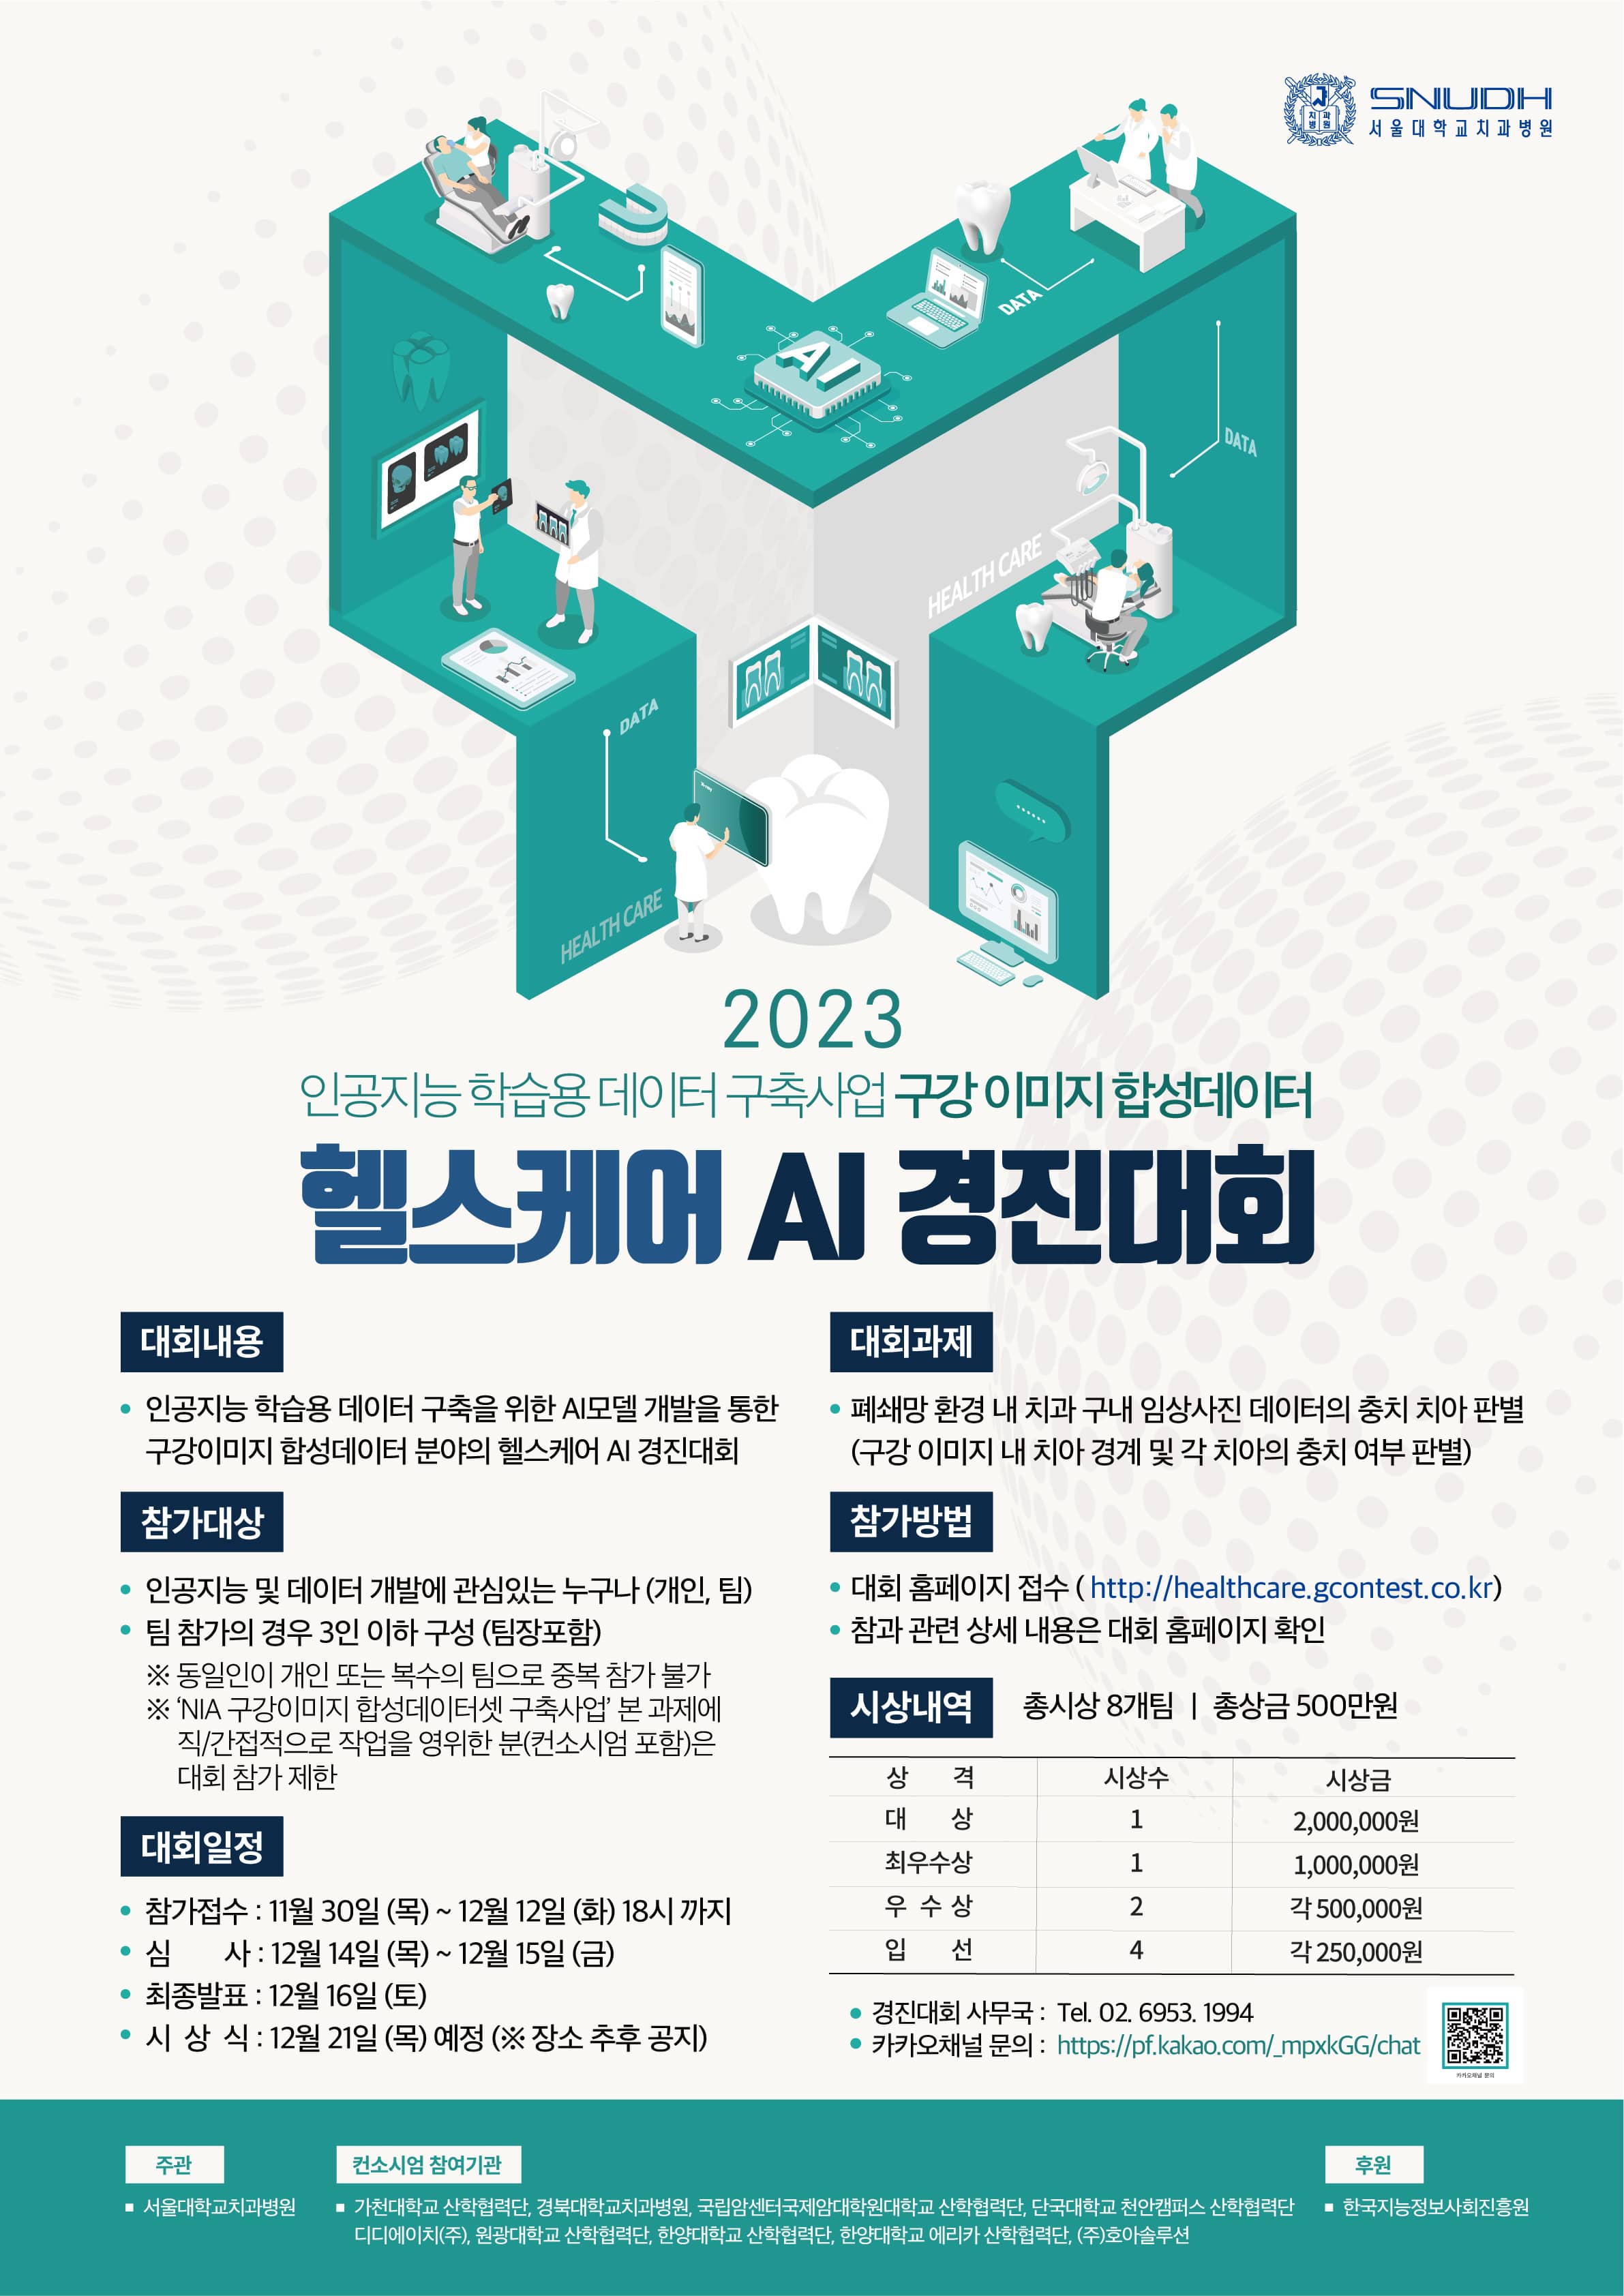 SNUDH
서울대학교치과병원
DATA
AI
DATA
HEALTH CARE
DATA
HEALTH CARE
2023
인공지능 학습용 데이터 구축사업 구강 이미지 합성데이터
헬스케어 AI 경진대회
대회내용
• 인공지능 학습용 데이터 구축을 위한 AI모델 개발을 통한
구강이미지 합성데이터 분야의 헬스케어 AI 경진대회
참가대상
• 인공지능 및 데이터 개발에 관심있는 누구나 (개인, 팀)
• 팀 참가의 경우 3인 이하 구성 (팀장포함)
※ 동일인이 개인 또는 복수의 팀으로 중복 참가 불가
※ ‘NIA 구강이미지 합성데이터셋 구축사업’ 본 과제에
직/간접적으로 작업을 영위한 분(컨소시엄 포함)은
대회 참가 제한
대회일정
• 참가접수 : 11월 30일 (목) ~ 12월 12일 (화) 18시 까지
• 심 사 : 12월 14일 (목) ~ 12월 15일 (금)
• 최종발표 : 12월 16일 (토)
• 시 상 식 : 12월 21일 (목) 예정 (※ 장소 추후 공지)
대회과제
• 폐쇄망 환경 내 치과 구내 임상사진 데이터의 충치 치아 판별
(구강 이미지 내 치아 경계 및 각 치아의 충치 여부 판별)
참가방법
• 대회 홈페이지 접수 ( http://healthcare.gcontest.co.kr)
• 참과 관련 상세 내용은 대회 홈페이지 확인
시상내역 총시상 8개팀 | 총상금 500만원
상 격 시상수 시상금
대 상 1 2,000,000원
최우수상 1 1,000,000원
우 수 상 2 각 500,000원
입 선 4 각 250,000원
• 경진대회 사무국 : Tel. 02. 6953. 1994
• 카카오채널 문의 : https://pf.kakao.com/_mpxkGG/chat
카카오채널 문의
주관
▪ 서울대학교치과병원
컨소시엄 참여기관
▪ 가천대학교 산학협력단, 경북대학교치과병원, 국립암센터국제암대학원대학교 산학협력단, 단국대학교 천안캠퍼스 산학협력단
디디에이치(주), 원광대학교 산학협력단, 한양대학교 산학협력단, 한양대학교 에리카 산학협력단, (주)호아솔루션
후원
▪ 한국지능정보사회진흥원